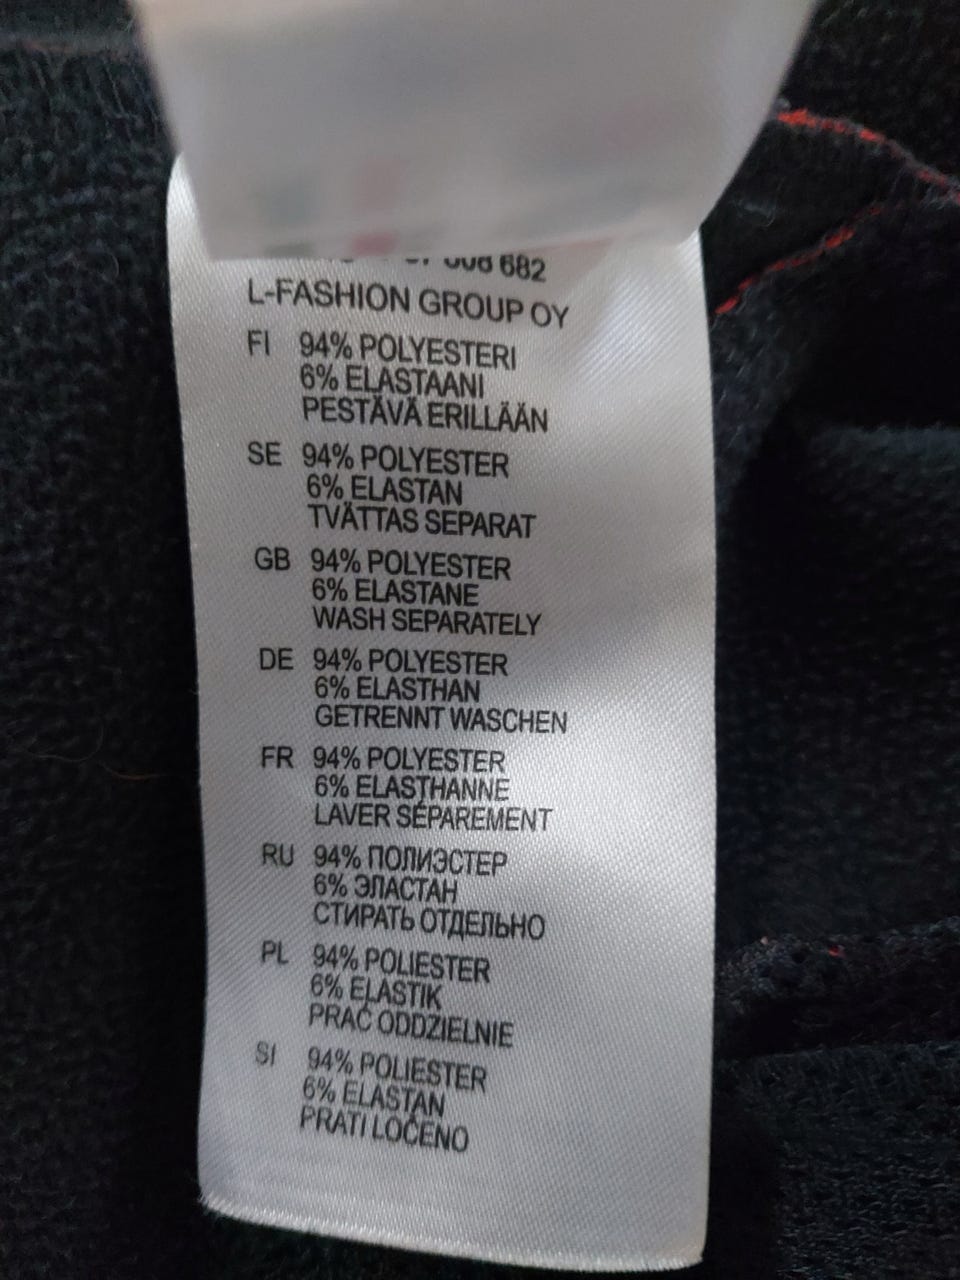 682
L-FASHION GROUP OY
FI 94% POLYESTERI
6% ELASTAANI
PESTÄVÄ ERILLÄÄN
SE 94% POLYESTER
6% ELASTAN
TVÄTTAS SEPARAT
GB 94% POLYESTER
6% ELASTANE
WASH SEPARATELY
DE 94% POLYESTER
6% ELASTHAN
GETRENNT WASCHEN
FR 94% POLYESTER
6% ELASTHANNE
LAVER SÉPAREMENT
RU 94% ПОЛИЭСТЕР
6% ЭЛАСТАН
СТИРАТЬ ОТДЕЛЬНО
PL 94% POLIESTER
6% ELASTIK
PRAĆ ODDZIELNIE
SI 94% POLIESTER
6% ELASTAN
PRATI LOČENO